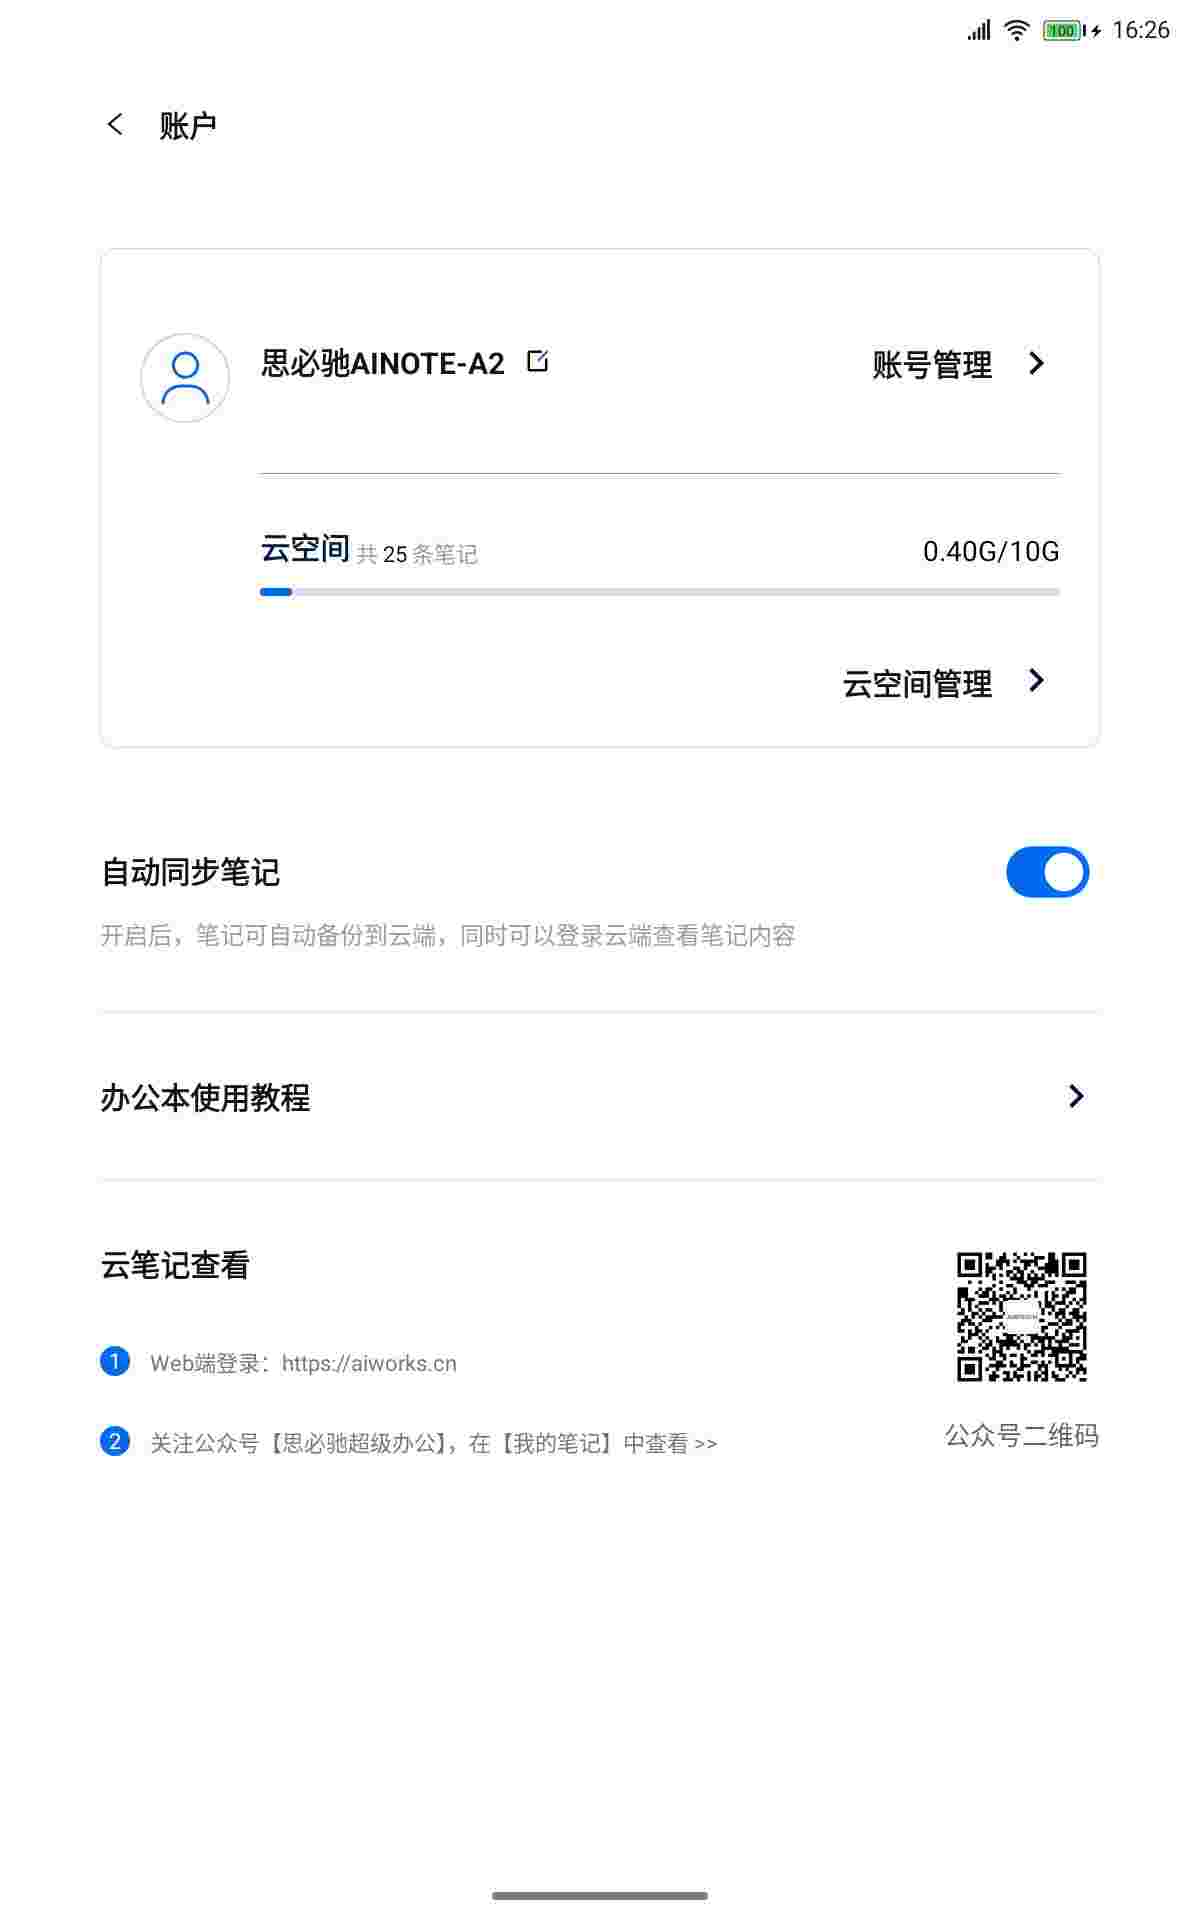 100 16:26
账户
思必驰AINOTE-A2 账号管理
云空间 共 25 条笔记 0.40G/10G
云空间管理
自动同步笔记
开启后，笔记可自动备份到云端，同时可以登录云端查看笔记内容
办公本使用教程
云笔记查看
1 Web端登录：https://aiworks.cn
2 关注公众号【思必驰超级办公】，在【我的笔记】中查看 >>
公众号二维码